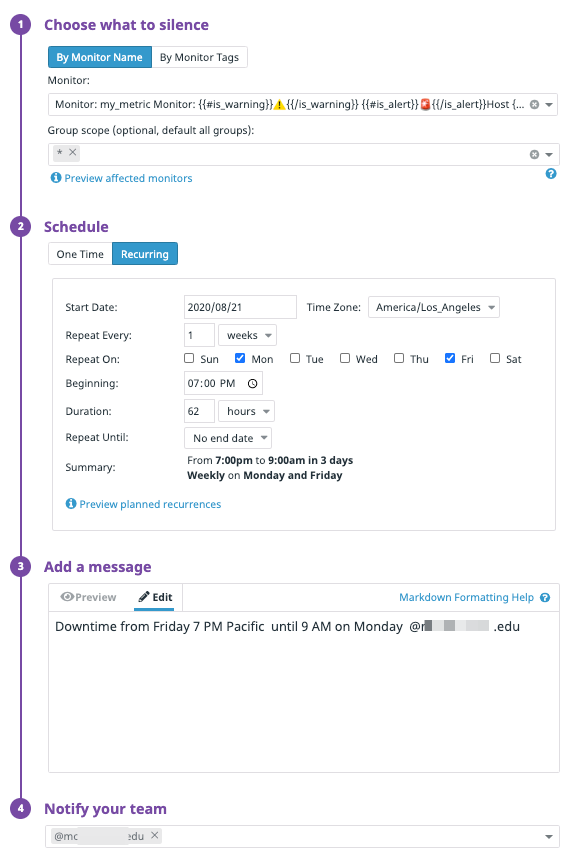 1 Choose what to silence
By Monitor Name By Monitor Tags
Monitor:
Monitor: my_metric Monitor: {{#is_warning}}⚠️{{/is_warning}} {{#is_alert}}🚨{{/is_alert}}Host {...
Group scope (optional, default all groups):
* ×
Preview affected monitors ?
2 Schedule
One Time Recurring
Start Date: 2020/08/21 Time Zone: America/Los_Angeles
Repeat Every: 1 weeks
Repeat On: Sun Mon Tue Wed Thu Fri Sat
Beginning: 07:00 PM
Duration: 62 hours
Repeat Until: No end date
Summary: From 7:00pm to 9:00am in 3 days
Weekly on Monday and Friday
Preview planned recurrences
3 Add a message
Preview Edit Markdown Formatting Help ?
Downtime from Friday 7 PM Pacific until 9 AM on Monday @ .edu
4 Notify your team